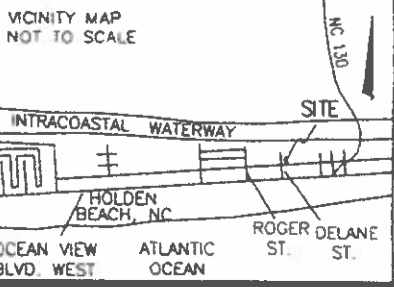 VICINITY MAP
NOT TO SCALE
NC 130
INTRACOASTAL WATERWAY
SITE
HOLDEN
BEACH, NC
ROGER
ST.
DELANE
ST.
OCEAN VIEW
BLVD. WEST
ATLANTIC
OCEAN